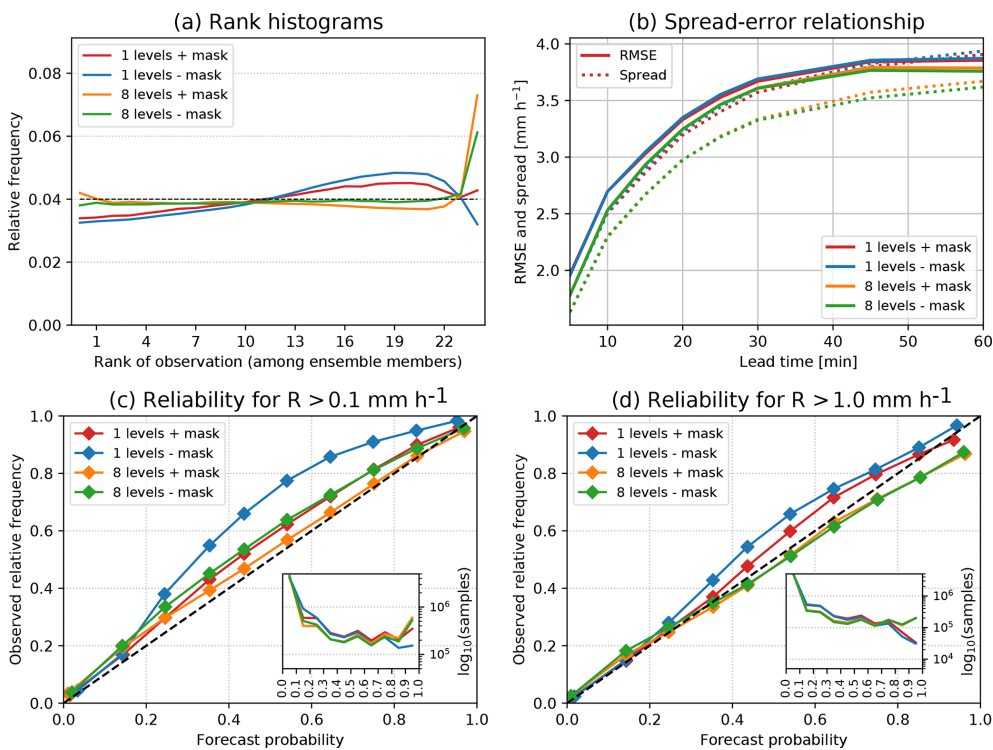 (a) Rank histograms
Relative frequency
0.08
0.06
0.04
0.02
0.00
1 levels + mask
1 levels - mask
8 levels + mask
8 levels - mask
1 4 7 10 13 16 19 22
Rank of observation (among ensemble members)
(b) Spread-error relationship
RMSE and spread [mm h⁻¹]
4.0
3.5
3.0
2.5
2.0
RMSE
Spread
1 levels + mask
1 levels - mask
8 levels + mask
8 levels - mask
10 20 30 40 50 60
Lead time [min]
(c) Reliability for R > 0.1 mm h⁻¹
Observed relative frequency
1.0
0.8
0.6
0.4
0.2
0.0
1 levels + mask
1 levels - mask
8 levels + mask
8 levels - mask
10⁶
10⁵
log₁₀(samples)
0.0 0.1 0.2 0.3 0.4 0.5 0.6 0.7 0.8 0.9 1.0
0.0 0.2 0.4 0.6 0.8 1.0
Forecast probability
(d) Reliability for R > 1.0 mm h⁻¹
Observed relative frequency
1.0
0.8
0.6
0.4
0.2
0.0
1 levels + mask
1 levels - mask
8 levels + mask
8 levels - mask
10⁶
10⁵
10⁴
log₁₀(samples)
0.0 0.1 0.2 0.3 0.4 0.5 0.6 0.7 0.8 0.9 1.0
0.0 0.2 0.4 0.6 0.8 1.0
Forecast probability